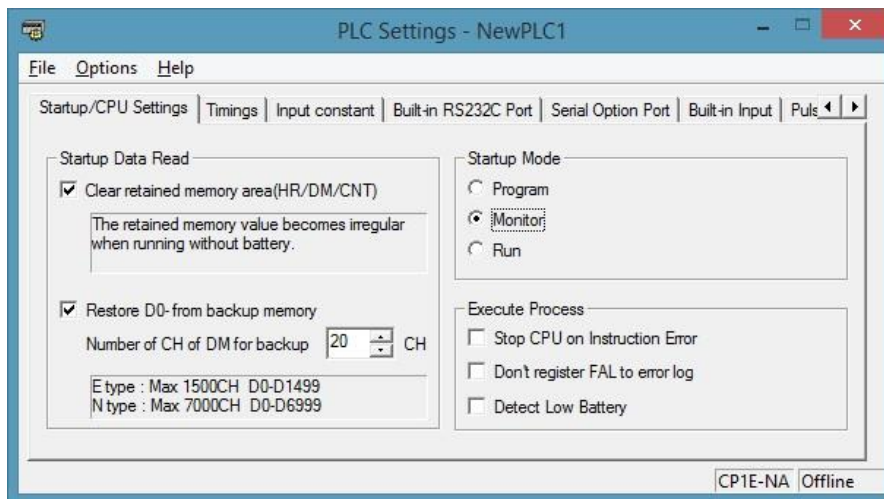 PLC Settings - NewPLC1
File Options Help
Startup/CPU Settings Timings Input constant Built-in RS232C Port Serial Option Port Built-in Input Puls
Startup Data Read
Clear retained memory area(HR/DM/CNT)
The retained memory value becomes irregular
when running without battery.
Restore D0- from backup memory
Number of CH of DM for backup 20 CH
E type : Max 1500CH D0-D1499
N type : Max 7000CH D0-D6999
Startup Mode
Program
Monitor
Run
Execute Process
Stop CPU on Instruction Error
Don't register FAL to error log
Detect Low Battery
CP1E-NA Offline